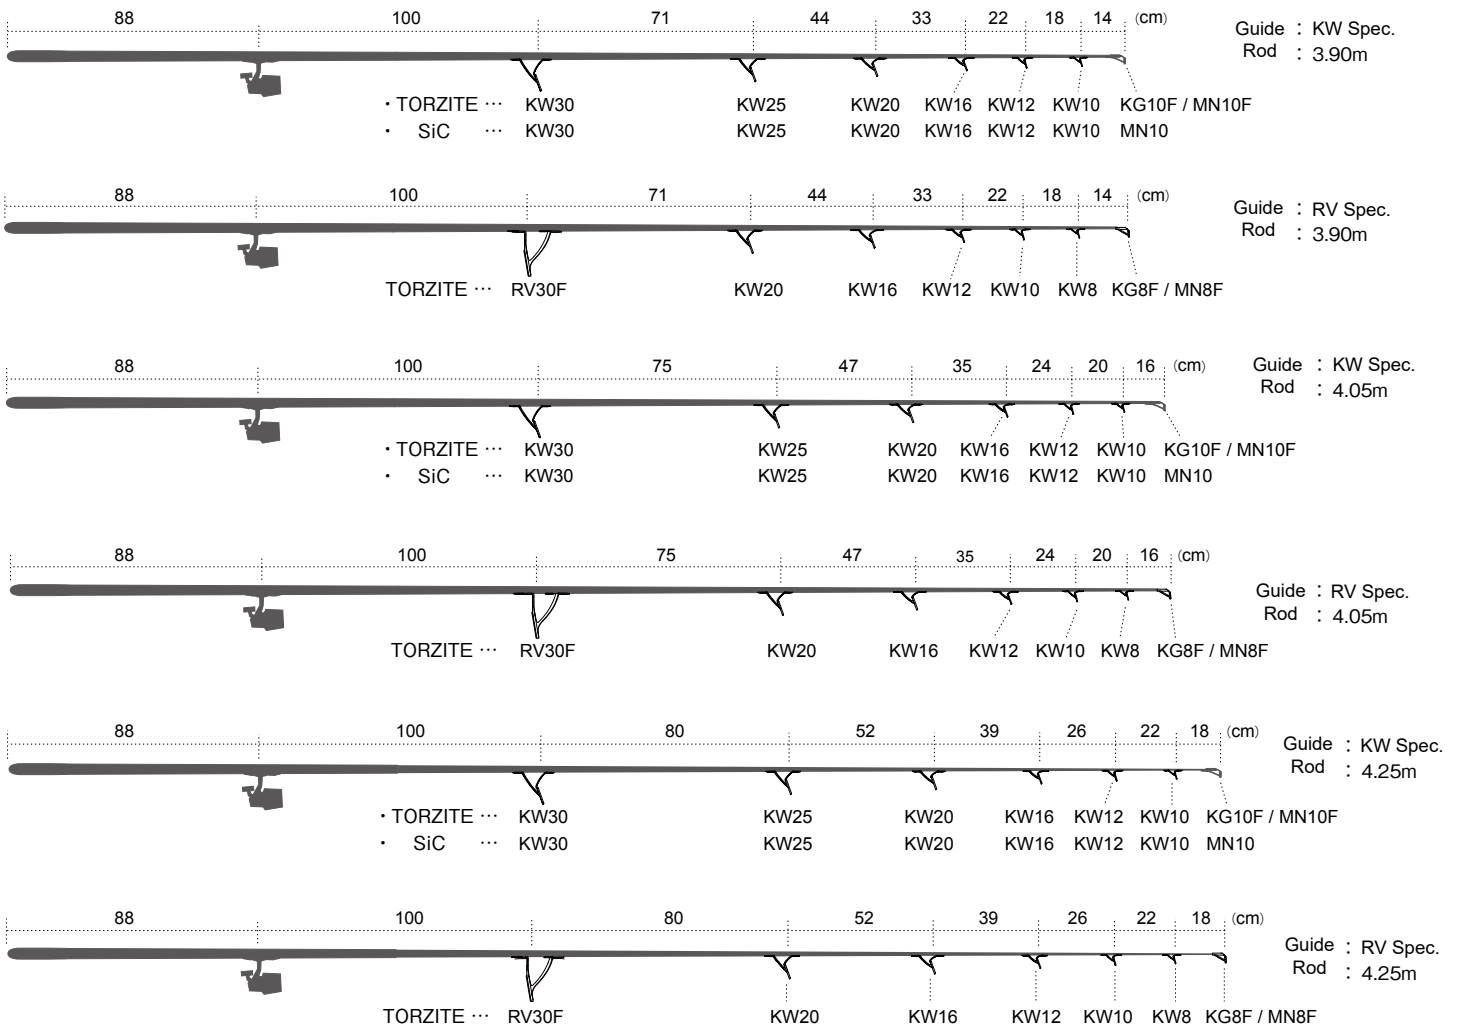 88 100 71 44 33 22 18 14 (cm)
Guide : KW Spec.
Rod : 3.90m
・TORZITE … KW30 KW25 KW20 KW16 KW12 KW10 KG10F / MN10F
・ SiC … KW30 KW25 KW20 KW16 KW12 KW10 MN10
88 100 71 44 33 22 18 14 (cm)
Guide : RV Spec.
Rod : 3.90m
TORZITE … RV30F KW20 KW16 KW12 KW10 KW8 KG8F / MN8F
88 100 75 47 35 24 20 16 (cm)
Guide : KW Spec.
Rod : 4.05m
・TORZITE … KW30 KW25 KW20 KW16 KW12 KW10 KG10F / MN10F
・ SiC … KW30 KW25 KW20 KW16 KW12 KW10 MN10
88 100 75 47 35 24 20 16 (cm)
Guide : RV Spec.
Rod : 4.05m
TORZITE … RV30F KW20 KW16 KW12 KW10 KW8 KG8F / MN8F
88 100 80 52 39 26 22 18 (cm)
Guide : KW Spec.
Rod : 4.25m
・TORZITE … KW30 KW25 KW20 KW16 KW12 KW10 KG10F / MN10F
・ SiC … KW30 KW25 KW20 KW16 KW12 KW10 MN10
88 100 80 52 39 26 22 18 (cm)
Guide : RV Spec.
Rod : 4.25m
TORZITE … RV30F KW20 KW16 KW12 KW10 KW8 KG8F / MN8F